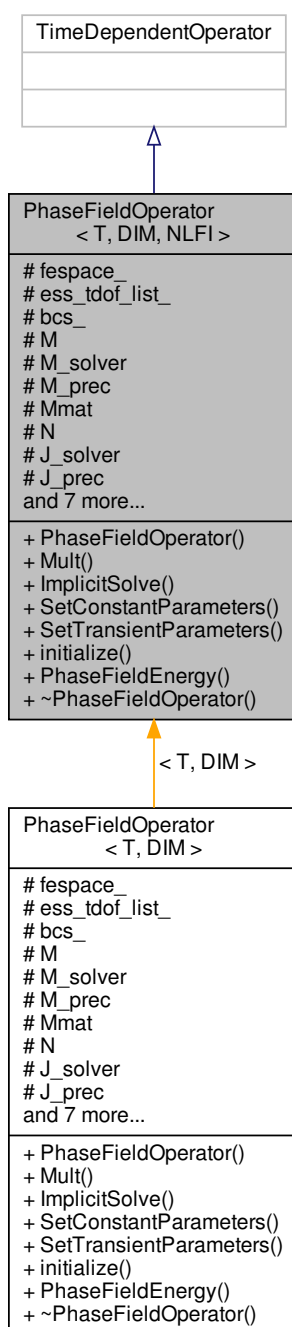 TimeDependentOperator
PhaseFieldOperator
< T, DIM, NLFI >
# fespace_
# ess_tdof_list_
# bcs_
# M
# M_solver
# M_prec
# Mmat
# N
# J_solver
# J_prec
and 7 more...
+ PhaseFieldOperator()
+ Mult()
+ ImplicitSolve()
+ SetConstantParameters()
+ SetTransientParameters()
+ initialize()
+ PhaseFieldEnergy()
+ ~PhaseFieldOperator()
< T, DIM >
PhaseFieldOperator
< T, DIM >
# fespace_
# ess_tdof_list_
# bcs_
# M
# M_solver
# M_prec
# Mmat
# N
# J_solver
# J_prec
and 7 more...
+ PhaseFieldOperator()
+ Mult()
+ ImplicitSolve()
+ SetConstantParameters()
+ SetTransientParameters()
+ initialize()
+ PhaseFieldEnergy()
+ ~PhaseFieldOperator()